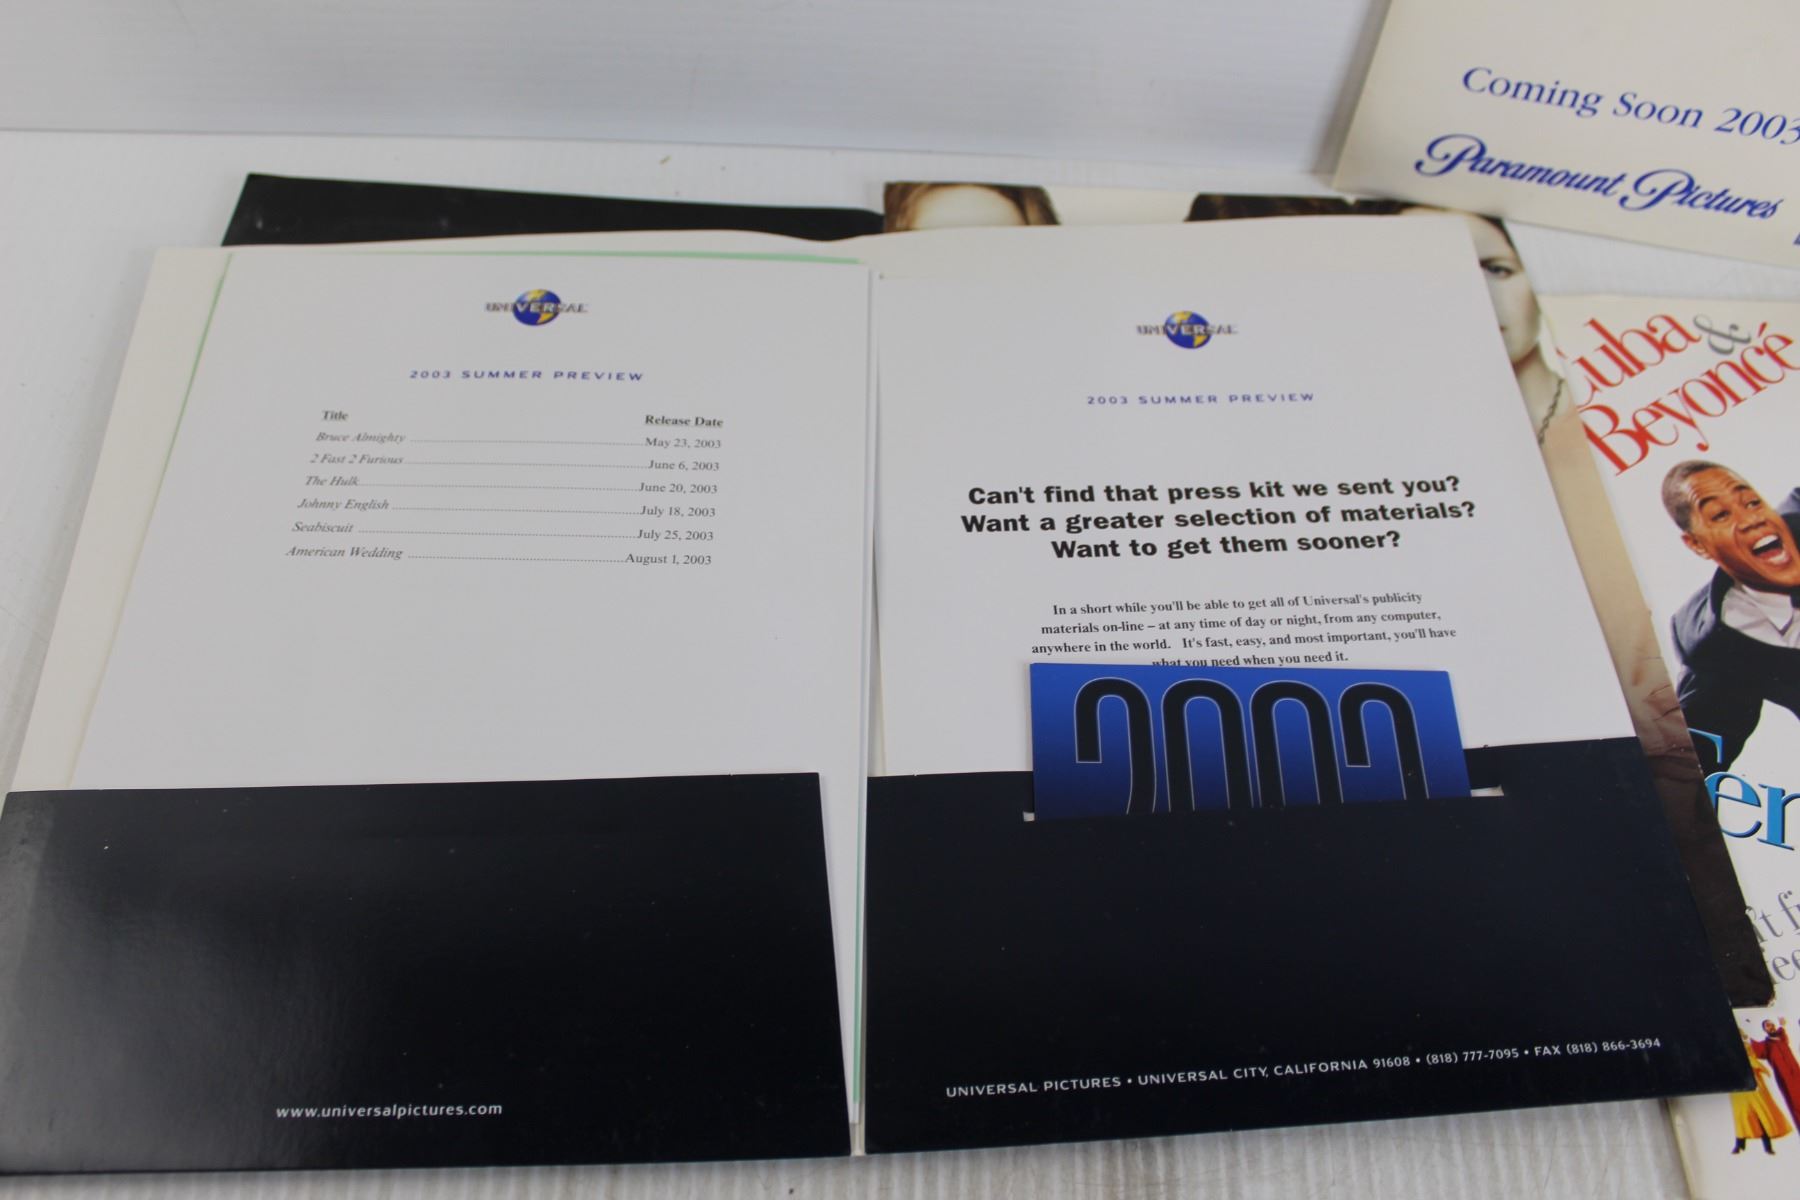 Coming Soon 2003
Paramount Pictures
UNIVERSAL
2003 SUMMER PREVIEW
Title Release Date
Bruce Almighty ........ May 23, 2003
2 Fast 2 Furious ........ June 6, 2003
The Hulk ........ June 20, 2003
Johnny English ........ July 18, 2003
Seabiscuit ........ July 25, 2003
American Wedding ........ August 1, 2003
www.universalpictures.com
UNIVERSAL
2003 SUMMER PREVIEW
Can't find that press kit we sent you?
Want a greater selection of materials?
Want to get them sooner?
In a short while you'll be able to get all of Universal's publicity
materials on-line – at any time of day or night, from any computer,
anywhere in the world. It's fast, easy, and most important, you'll have
what you need when you need it.
2003
UNIVERSAL PICTURES • UNIVERSAL CITY, CALIFORNIA 91608 • (818) 777-7095 • FAX (818) 866-3694
Cuba &
Beyoncé